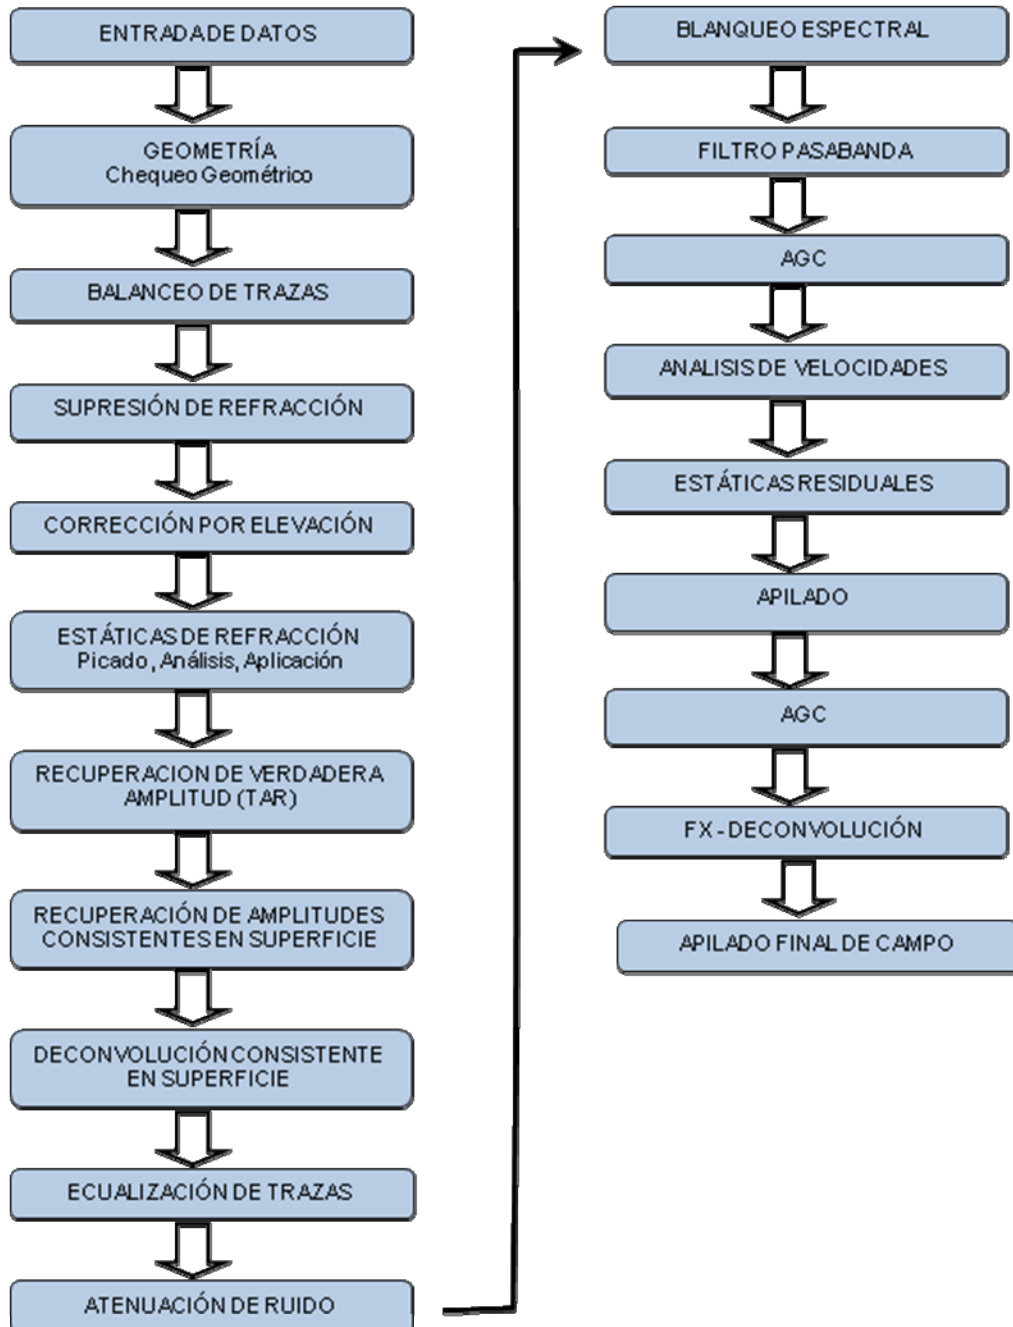 ENTRADA DE DATOS
GEOMETRÍA
Chequeo Geométrico
BALANCEO DE TRAZAS
SUPRESIÓN DE REFRACCIÓN
CORRECCIÓN POR ELEVACIÓN
ESTÁTICAS DE REFRACCIÓN
Picado, Análisis, Aplicación
RECUPERACION DE VERDADERA
AMPLITUD (TAR)
RECUPERACIÓN DE AMPLITUDES
CONSISTENTES EN SUPERFICIE
DECONVOLUCIÓN CONSISTENTE
EN SUPERFICIE
ECUALIZACIÓN DE TRAZAS
ATENUACIÓN DE RUIDO
BLANQUEO ESPECTRAL
FILTRO PASABANDA
AGC
ANALISIS DE VELOCIDADES
ESTÁTICAS RESIDUALES
APILADO
AGC
FX - DECONVOLUCIÓN
APILADO FINAL DE CAMPO